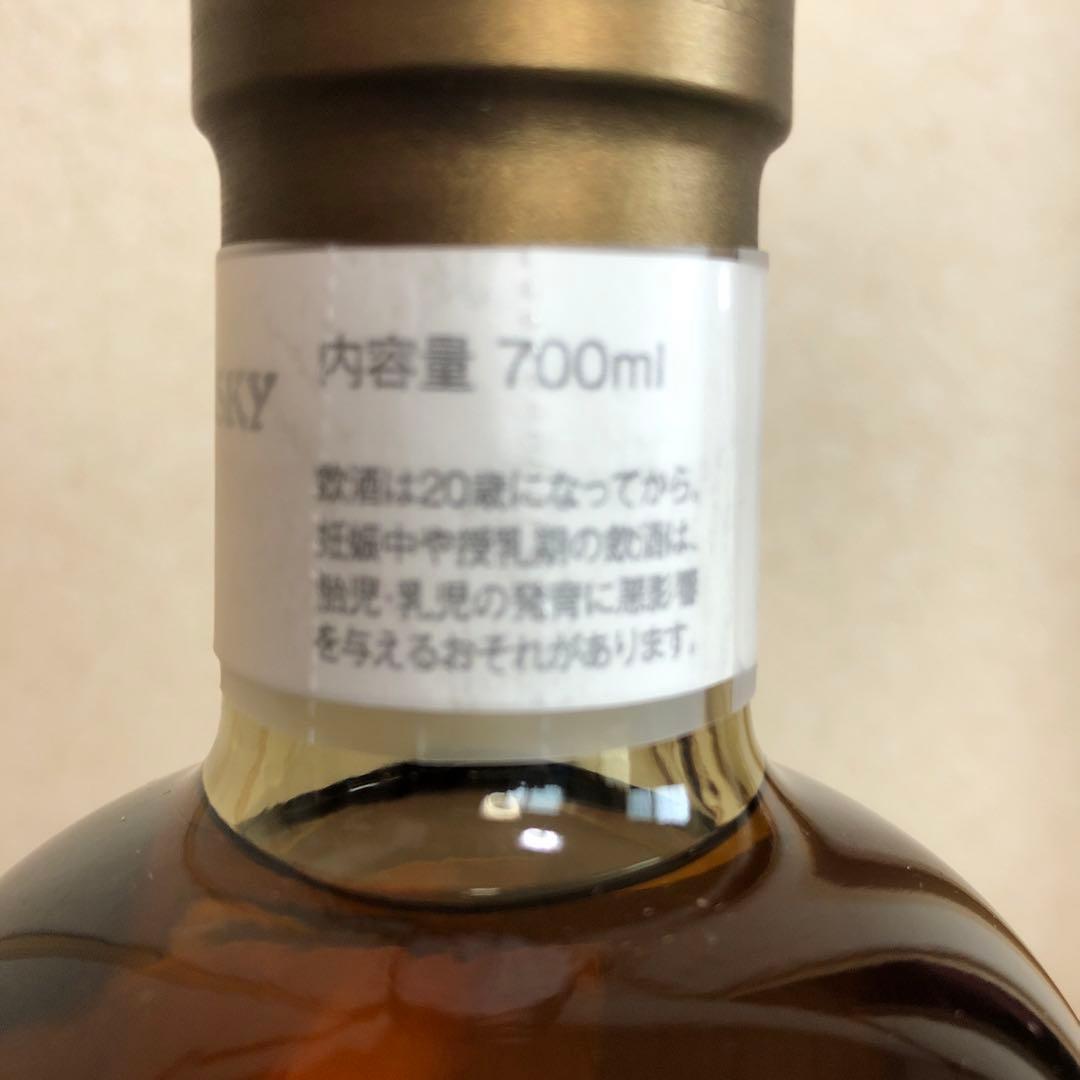 内容量 700ml
SKY
飲酒は20歳になってから。
妊娠中や授乳期の飲酒は、
胎児・乳児の発育に悪影響
を与えるおそれがあります。